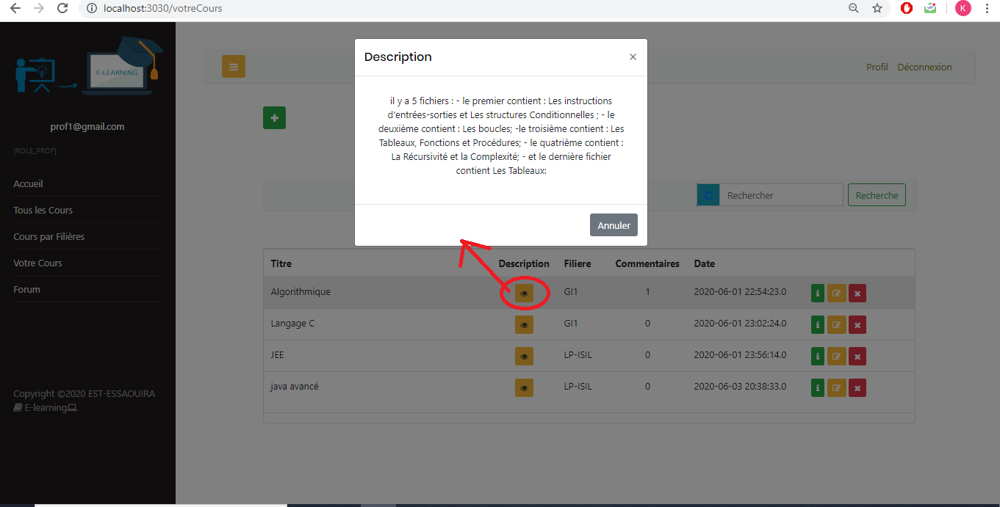 localhost:3030/votreCours
K
E-LEARNING
prof1@gmail.com
[ROLE_PROF]
Accueil
Tous les Cours
Cours par Filières
Votre Cours
Forum
Copyright ©2020 EST-ESSAOUIRA
E-learning
Profil Déconnexion
Description ×
il y a 5 fichiers : - le premier contient : Les instructions
d'entrées-sorties et Les structures Conditionnelles ; - le
deuxième contient : Les boucles; -le troisième contient : Les
Tableaux, Fonctions et Procédures; - le quatrième contient :
La Récursivité et la Complexité; - et le dernière fichier
contient Les Tableaux:
Annuler
Rechercher Recherche
Titre Description Filiere Commentaires Date
Algorithmique GI1 1 2020-06-01 22:54:23.0
Langage C GI1 0 2020-06-01 23:02:24.0
JEE LP-ISIL 0 2020-06-01 23:56:14.0
java avancé LP-ISIL 0 2020-06-03 20:38:33.0